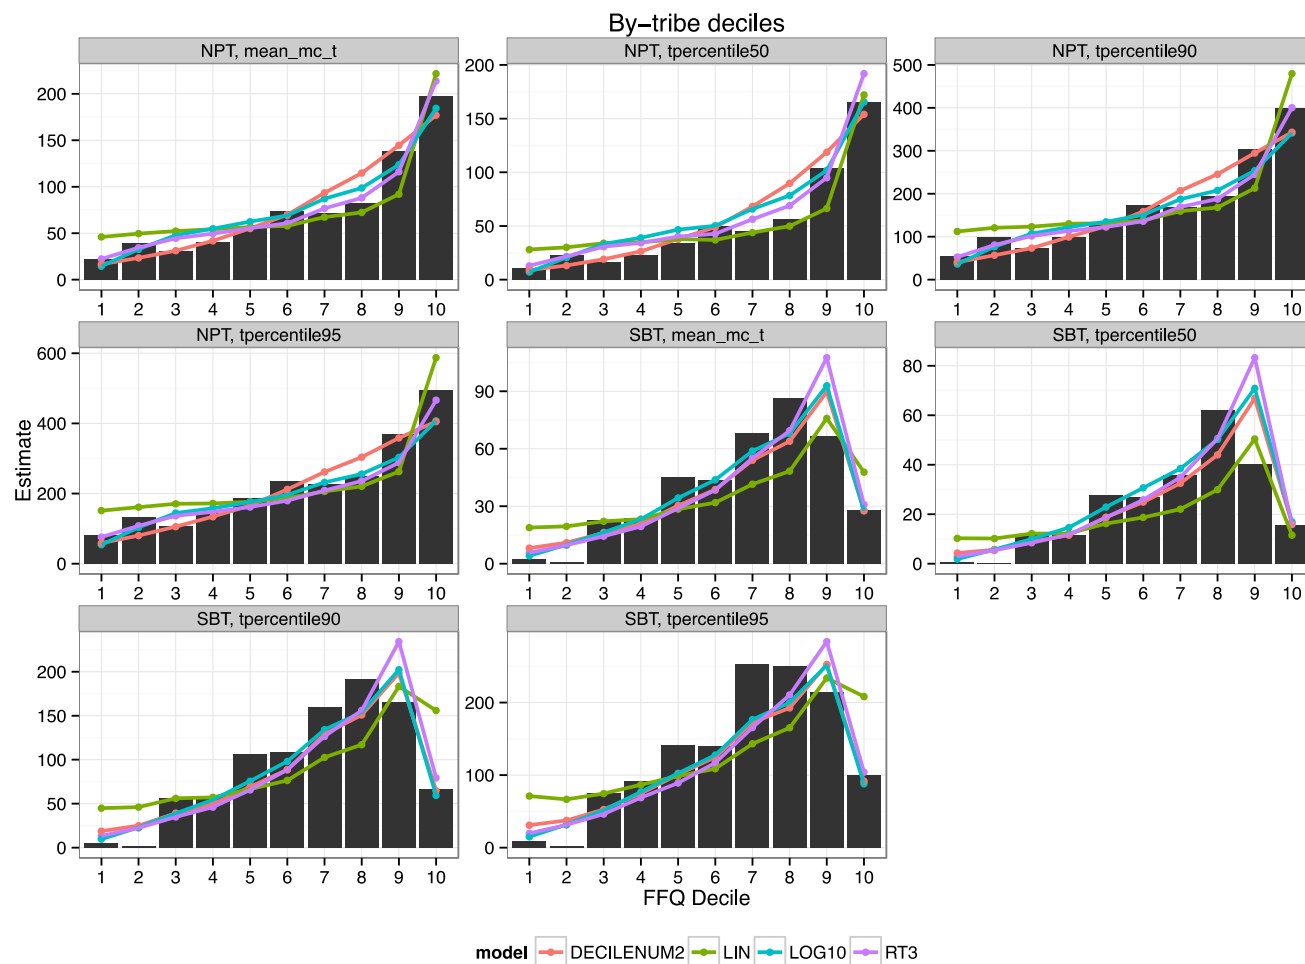 By-tribe deciles
NPT, mean_mc_t
NPT, tpercentile50
NPT, tpercentile90
200
150
100
50
0
1 2 3 4 5 6 7 8 9 10
200
150
100
50
0
1 2 3 4 5 6 7 8 9 10
500
400
300
200
100
0
1 2 3 4 5 6 7 8 9 10
NPT, tpercentile95
SBT, mean_mc_t
SBT, tpercentile50
Estimate
600
400
200
0
1 2 3 4 5 6 7 8 9 10
90
60
30
0
1 2 3 4 5 6 7 8 9 10
80
60
40
20
0
1 2 3 4 5 6 7 8 9 10
SBT, tpercentile90
SBT, tpercentile95
200
150
100
50
0
1 2 3 4 5 6 7 8 9 10
200
100
0
1 2 3 4 5 6 7 8 9 10
FFQ Decile
model DECILENUM2 LIN LOG10 RT3